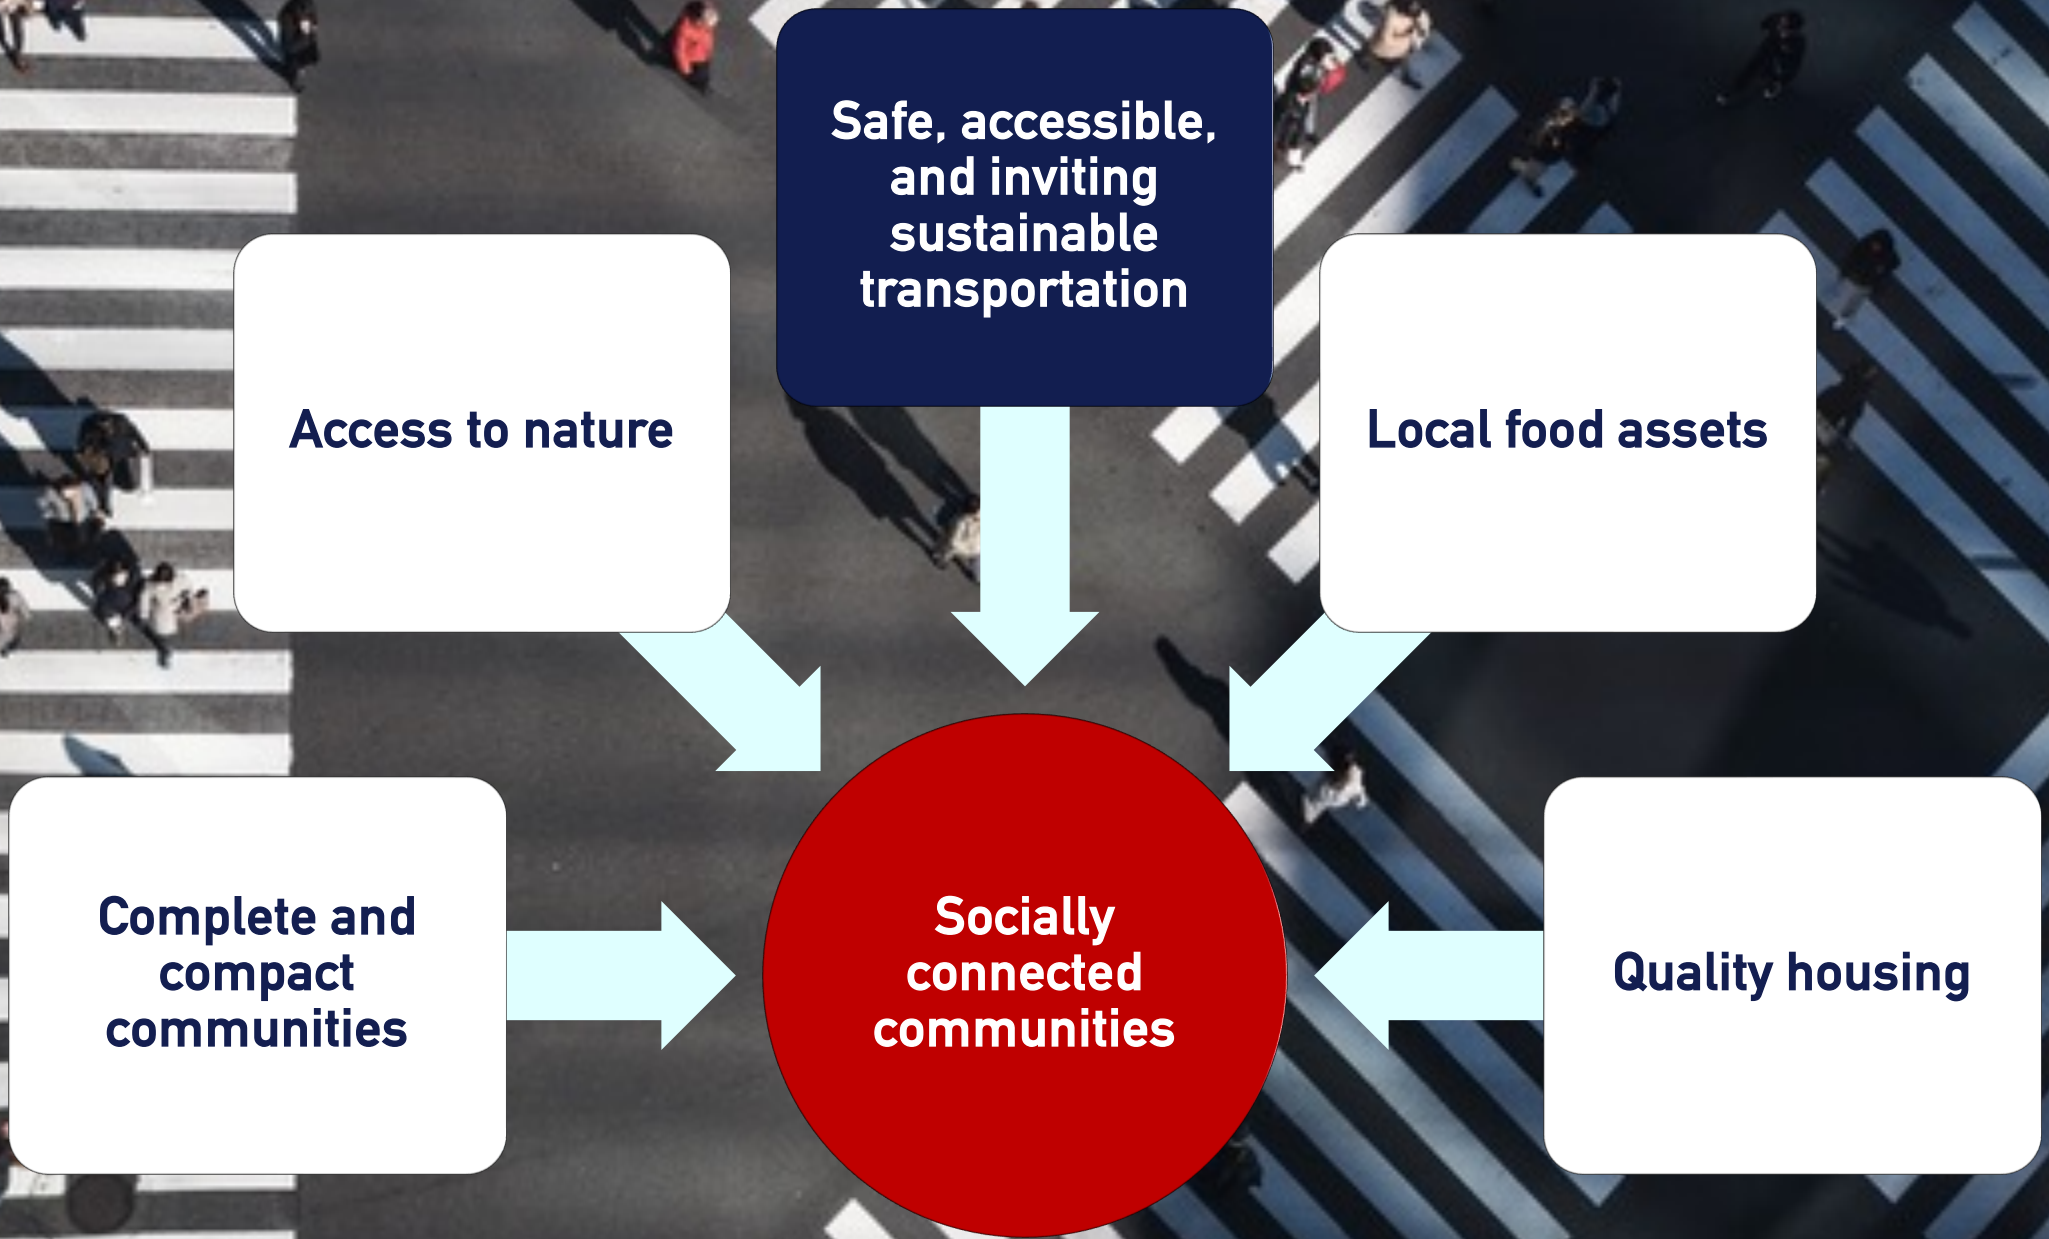 Safe, accessible,
and inviting
sustainable
transportation
Access to nature
Local food assets
Complete and
compact
communities
Socially
connected
communities
Quality housing